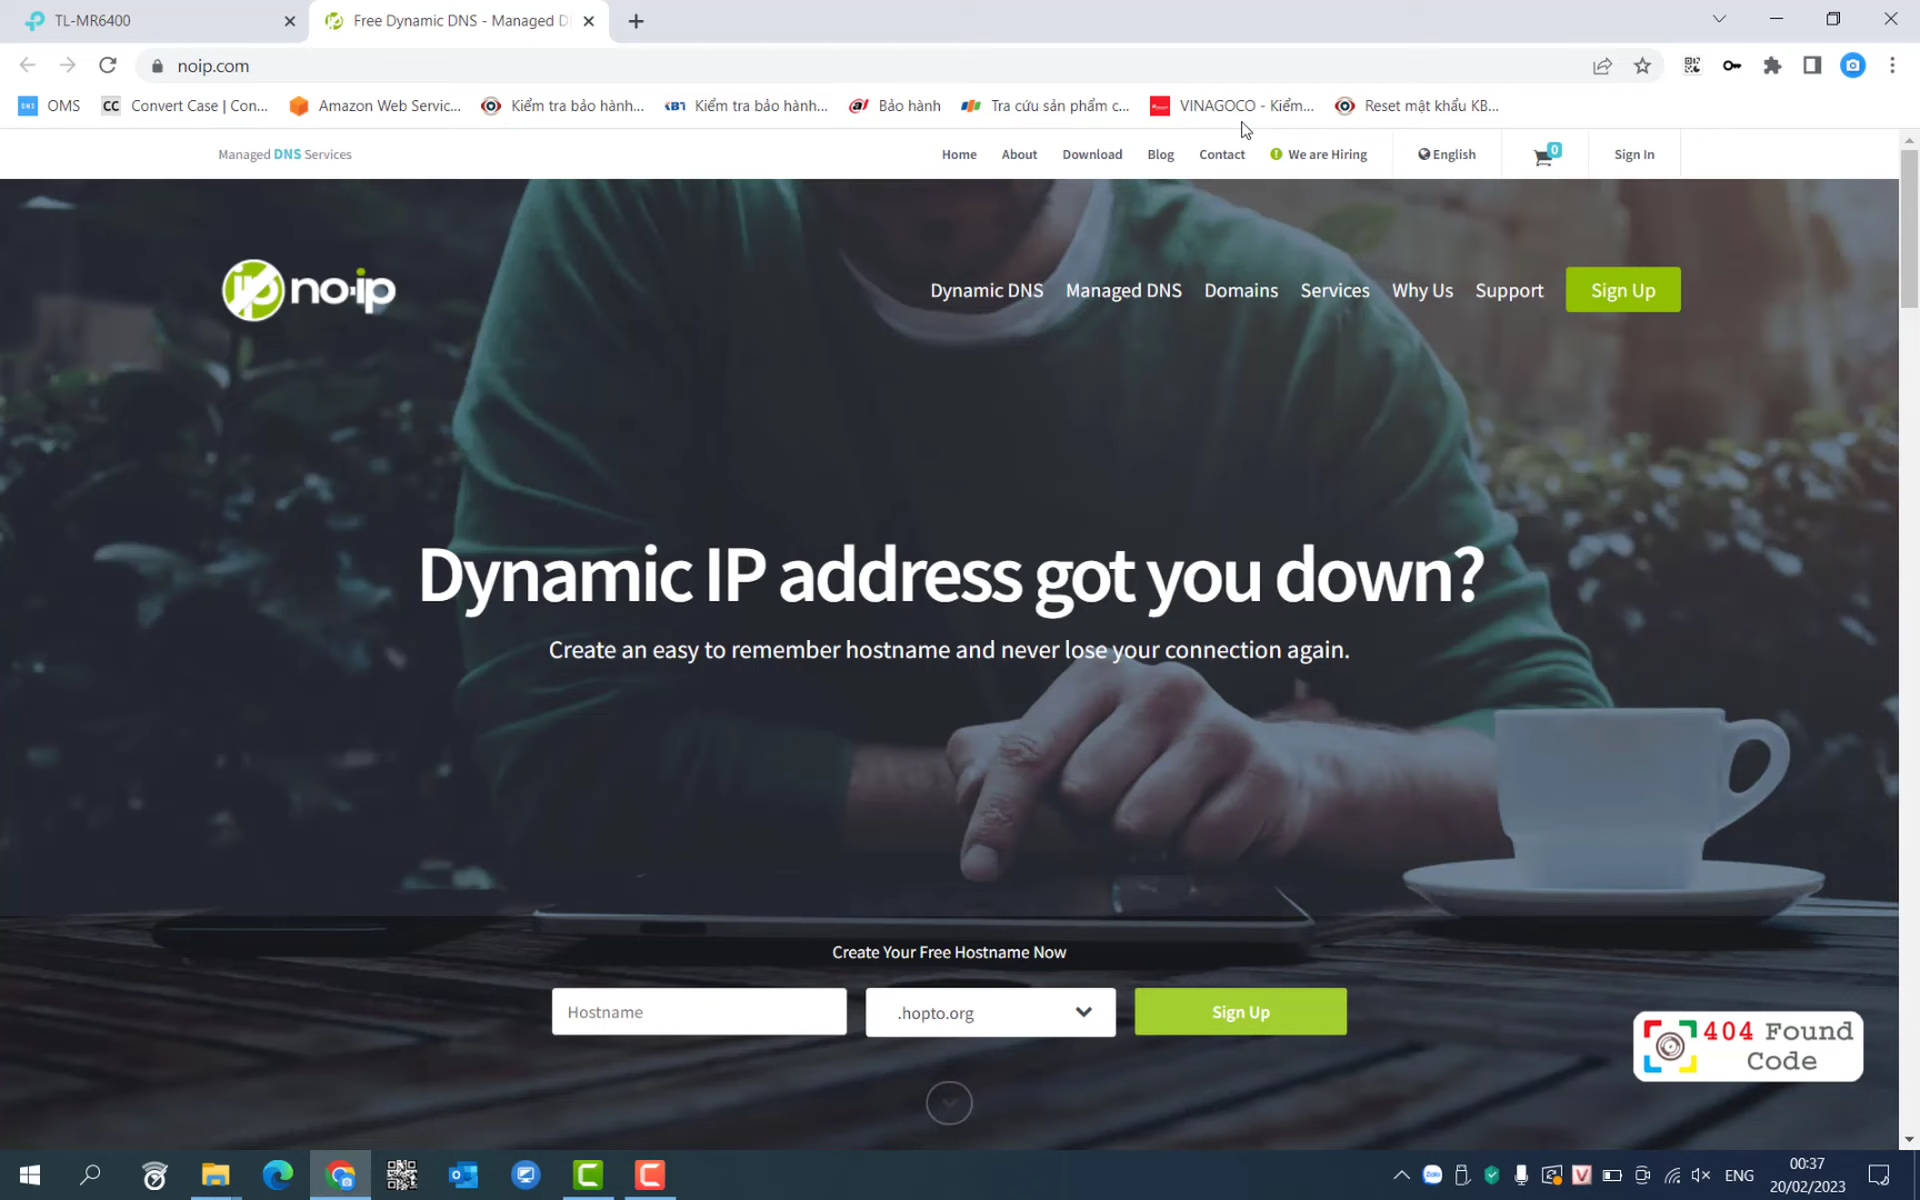 TL-MR6400
Free Dynamic DNS - Managed D
noip.com
OMS
CC Convert Case | Con...
Amazon Web Servic...
Kiểm tra bảo hành...
KB1 Kiểm tra bảo hành...
Bảo hành
Tra cứu sản phẩm c...
VINAGOCO - Kiểm...
Reset mật khẩu KB...
Managed DNS Services
Home
About
Download
Blog
Contact
We are Hiring
English
0
Sign In
no-ip
Dynamic DNS
Managed DNS
Domains
Services
Why Us
Support
Sign Up
Dynamic IP address got you down?
Create an easy to remember hostname and never lose your connection again.
Create Your Free Hostname Now
Hostname
.hopto.org
Sign Up
404 Found
Code
ENG
00:37
20/02/2023